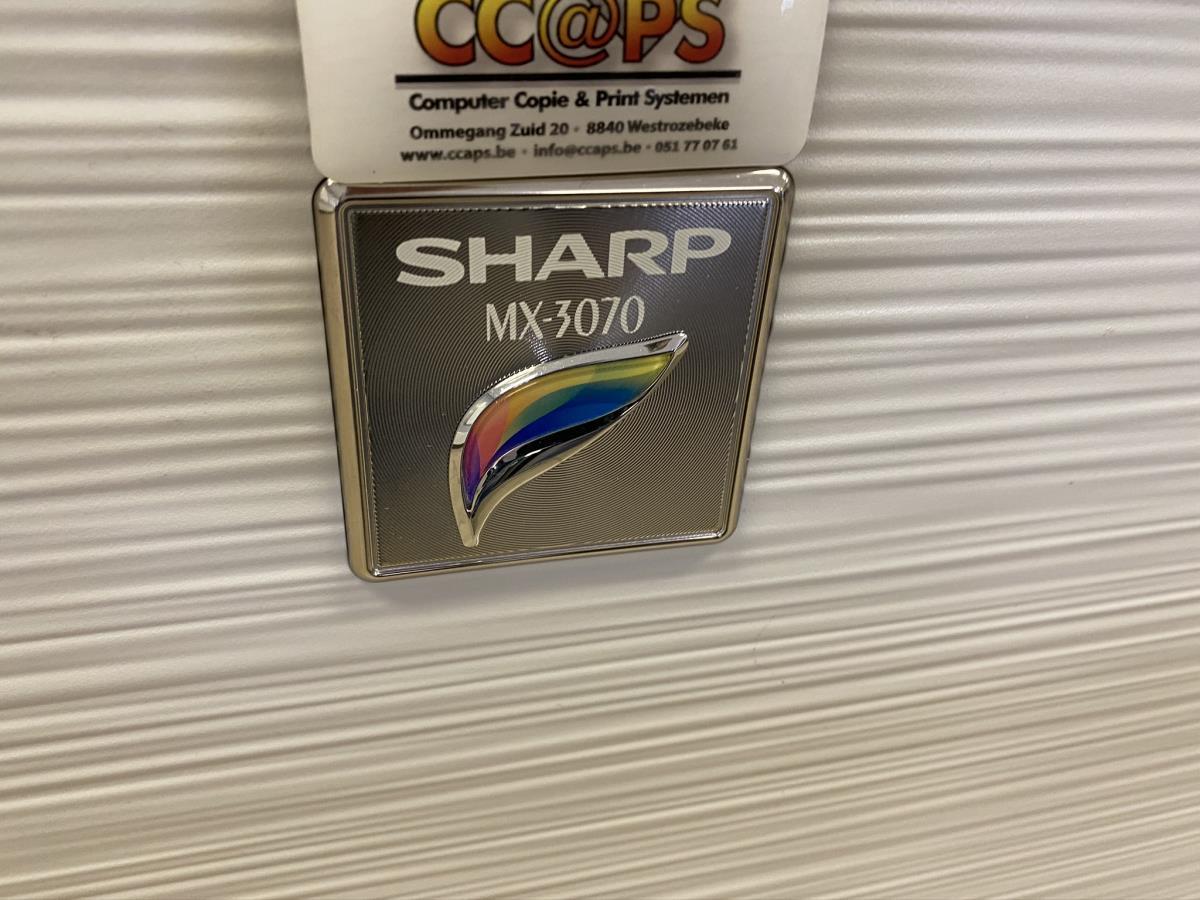 CC@PS
Computer Copie & Print Systemen
Ommegang Zuid 20 • 8840 Westrozebeke
www.ccaps.be • info@ccaps.be • 051 77 07 61
SHARP
MX-3070